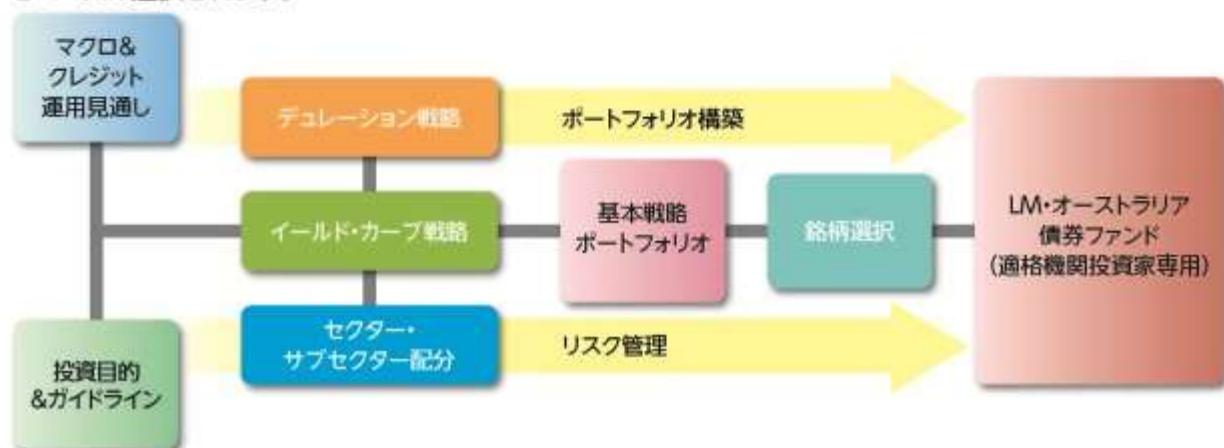 マクロ&
クレジット
運用見通し
デュレーション戦略
ポートフォリオ構築
イールド・カーブ戦略
基本戦略
ポートフォリオ
銘柄選択
LM・オーストラリア
債券ファンド
(適格機関投資家専用)
セクター・
サブセクター配分
リスク管理
投資目的
&ガイドライン